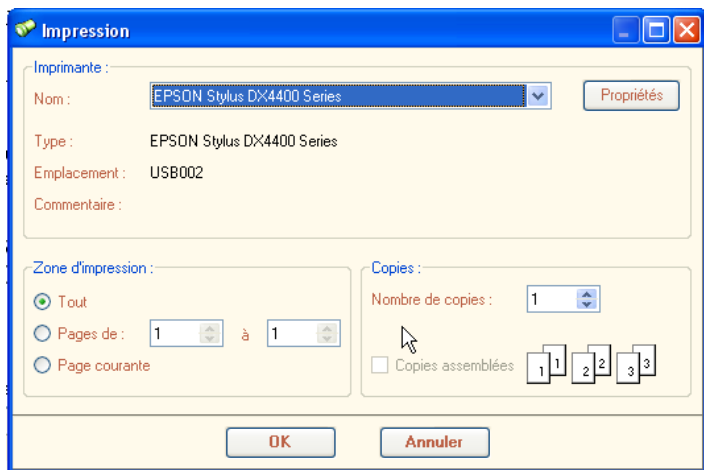 Impression
Imprimante :
Nom : EPSON Stylus DX4400 Series Propriétés
Type : EPSON Stylus DX4400 Series
Emplacement : USB002
Commentaire :
Zone d'impression :
Tout
Pages de : 1 à 1
Page courante
Copies :
Nombre de copies : 1
Copies assemblées 1 1 2 2 3 3
OK Annuler